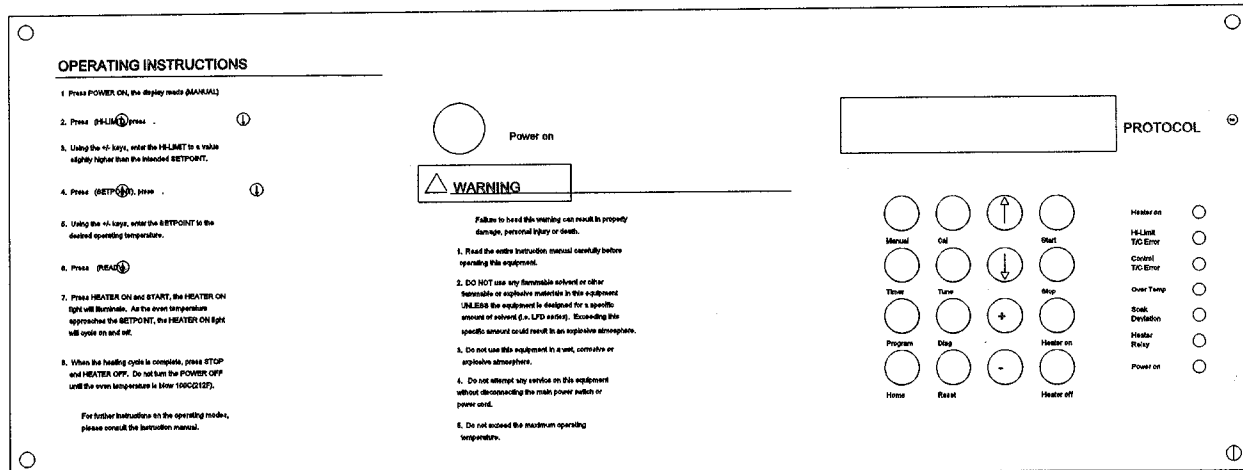 OPERATING INSTRUCTIONS
1 Press POWER ON, the display reads (MANUAL)
2. Press (HI-LIMIT), press .
3. Using the +/- keys, enter the HI-LIMIT to a value
slightly higher than the intended SETPOINT.
4. Press (SETPOINT), press .
5. Using the +/- keys, enter the SETPOINT to the
desired operating temperature.
6. Press (READ)
7. Press HEATER ON and START, the HEATER ON
light will illuminate. As the oven temperature
approaches the SETPOINT, the HEATER ON light
will cycle on and off.
8. When the heating cycle is complete, press STOP
and HEATER OFF. Do not turn the POWER OFF
until the oven temperature is blow 100C(212F).
For further instructions on the operating modes,
please consult the instruction manual.
Power on
WARNING
Failure to heed this warning can result in property
damage, personal injury or death.
1. Read the entire instruction manual carefully before
operating this equipment.
2. DO NOT use any flammable solvent or other
flammable or explosive materials in this equipment
UNLESS the equipment is designed for a specific
amount of solvent (i.e. LFD series). Exceeding this
specific amount could result in an explosive atmosphere.
3. Do not use this equipment in a wet, corrosive or
explosive atmosphere.
4. Do not attempt any service on this equipment
without disconnecting the main power switch or
power cord.
5. Do not exceed the maximum operating
temperature.
PROTOCOL
Manual Cal Start
Timer Tune Stop
+
Program Diag Heater on
-
Home Reset Heater off
Heater on
Hi-Limit
T/C Error
Control
T/C Error
Over Temp
Soak
Deviation
Heater
Relay
Power on